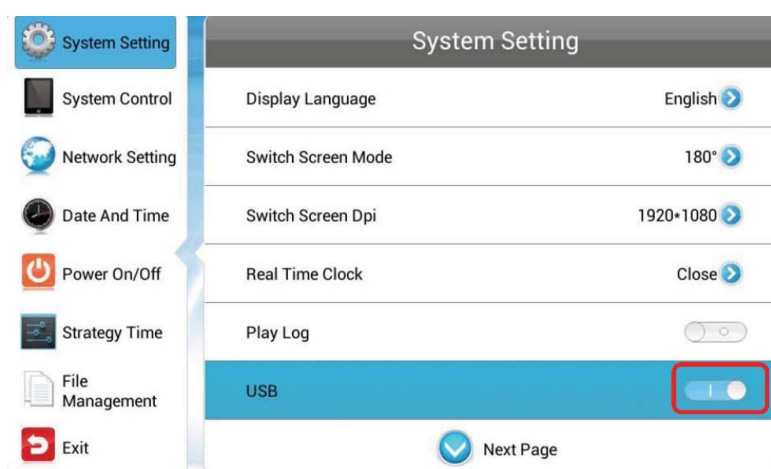 System Setting
System Setting
System Control
Display Language
English
Network Setting
Switch Screen Mode
180°
Date And Time
Switch Screen Dpi
1920*1080
Power On/Off
Real Time Clock
Close
Strategy Time
Play Log
File
Management
USB
Exit
Next Page